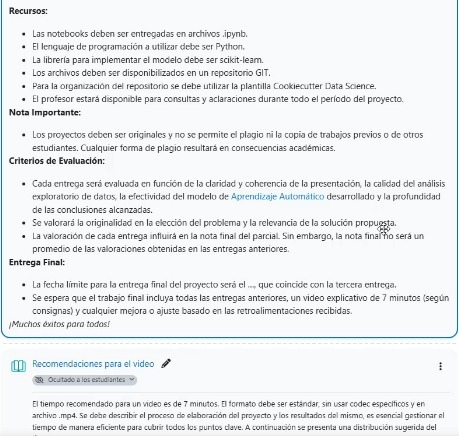 Recursos:
Las notebooks deben ser entregadas en archivos .ipynb.
El lenguaje de programación a utilizar debe ser Python.
La librería para implementar el modelo debe ser scikit-learn.
Los archivos deben ser disponibilizados en un repositorio GIT.
Para la organización del repositorio se debe utilizar la plantilla Cookiecutter Data Science.
El profesor estará disponible para consultas y aclaraciones durante todo el período del proyecto.
Nota Importante:
Los proyectos deben ser originales y no se permite el plagio ni la copia de trabajos previos o de otros
estudiantes. Cualquier forma de plagio resultará en consecuencias académicas.
Criterios de Evaluación:
Cada entrega será evaluada en función de la claridad y coherencia de la presentación, la calidad del análisis
exploratorio de datos, la efectividad del modelo de Aprendizaje Automático desarrollado y la profundidad
de las conclusiones alcanzadas.
Se valorará la originalidad en la elección del problema y la relevancia de la solución propuesta.
La valoración de cada entrega influirá en la nota final del parcial. Sin embargo, la nota final no será un
promedio de las valoraciones obtenidas en las entregas anteriores.
Entrega Final:
La fecha límite para la entrega final del proyecto será el ..., que coincide con la tercera entrega.
Se espera que el trabajo final incluya todas las entregas anteriores, un video explicativo de 7 minutos (según
consignas) y cualquier mejora o ajuste basado en las retroalimentaciones recibidas.
¡Muchos éxitos para todos!
Recomendaciones para el video
Ocultado a los estudiantes
El tiempo recomendado para un video es de 7 minutos. El formato debe ser estándar, sin usar codec específicos y en
archivo .mp4. Se debe describir el proceso de elaboración del proyecto y los resultados del mismo, es esencial gestionar el
tiempo de manera eficiente para cubrir todos los puntos clave. A continuación se presenta una distribución sugerida del